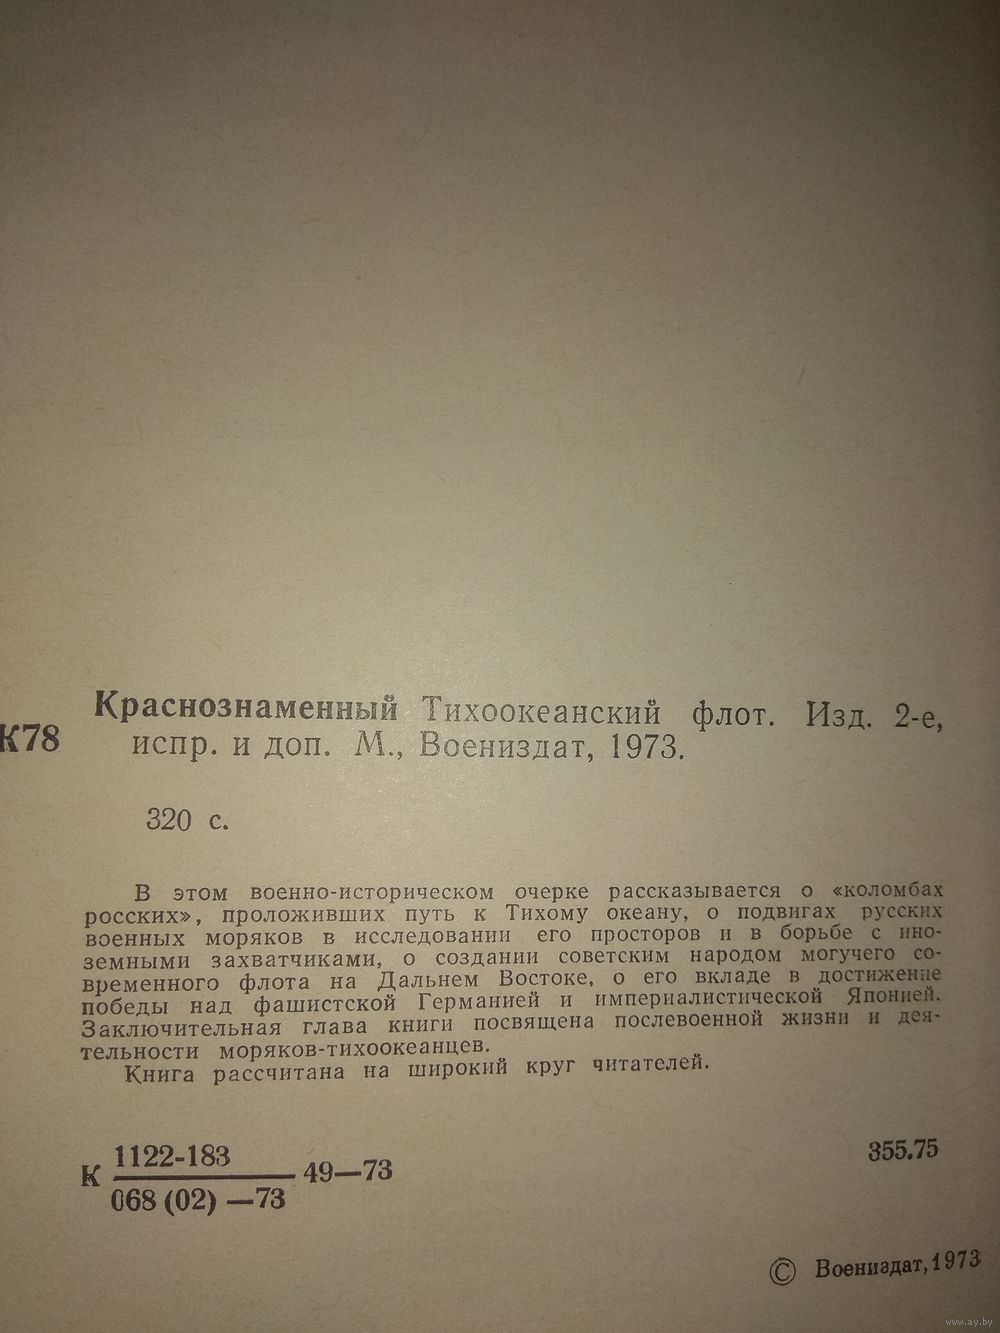 Краснознаменный Тихоокеанский флот. Изд. 2-е,
К78 испр. и доп. М., Воениздат, 1973.
320 с.
В этом военно-историческом очерке рассказывается о «коломбах
росских», проложивших путь к Тихому океану, о подвигах русских
военных моряков в исследовании его просторов и в борьбе с ино-
земными захватчиками, о создании советским народом могучего со-
временного флота на Дальнем Востоке, о его вкладе в достижение
победы над фашистской Германией и империалистической Японией.
Заключительная глава книги посвящена послевоенной жизни и дея-
тельности моряков-тихоокеанцев.
Книга рассчитана на широкий круг читателей.
1122-183
К 49—73
068 (02) —73
355.75
© Воениздат, 1973
www.ay.by